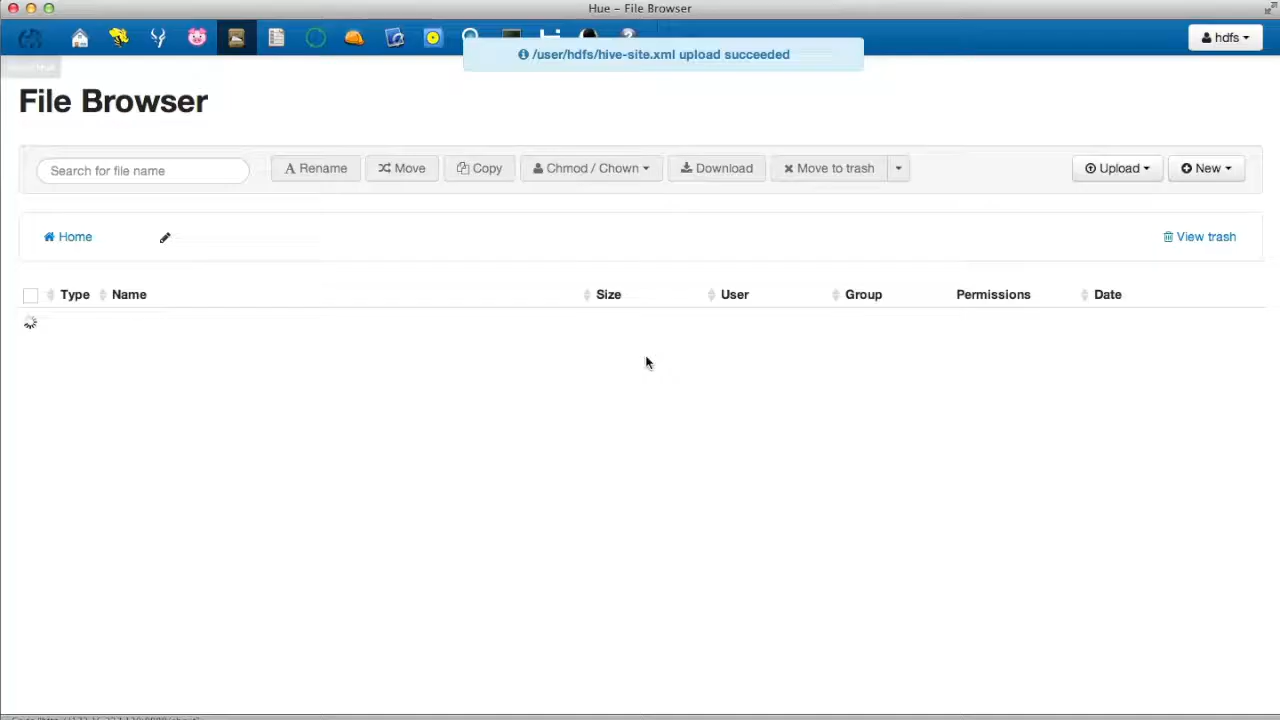 Hue – File Browser
hdfs
/user/hdfs/hive-site.xml upload succeeded
File Browser
Search for file name
Rename
Move
Copy
Chmod / Chown
Download
Move to trash
Upload
New
Home
View trash
Type
Name
Size
User
Group
Permissions
Date